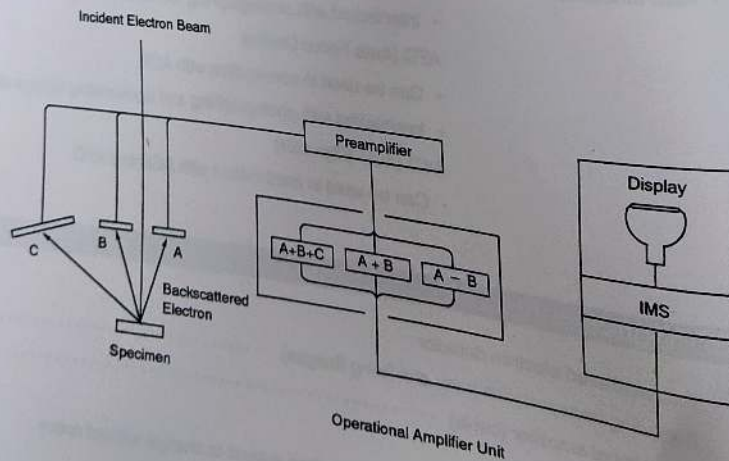 Incident Electron Beam
Preamplifier
Display
C
B
A
A+B+C
A + B
A − B
Backscattered
Electron
IMS
Specimen
Operational Amplifier Unit